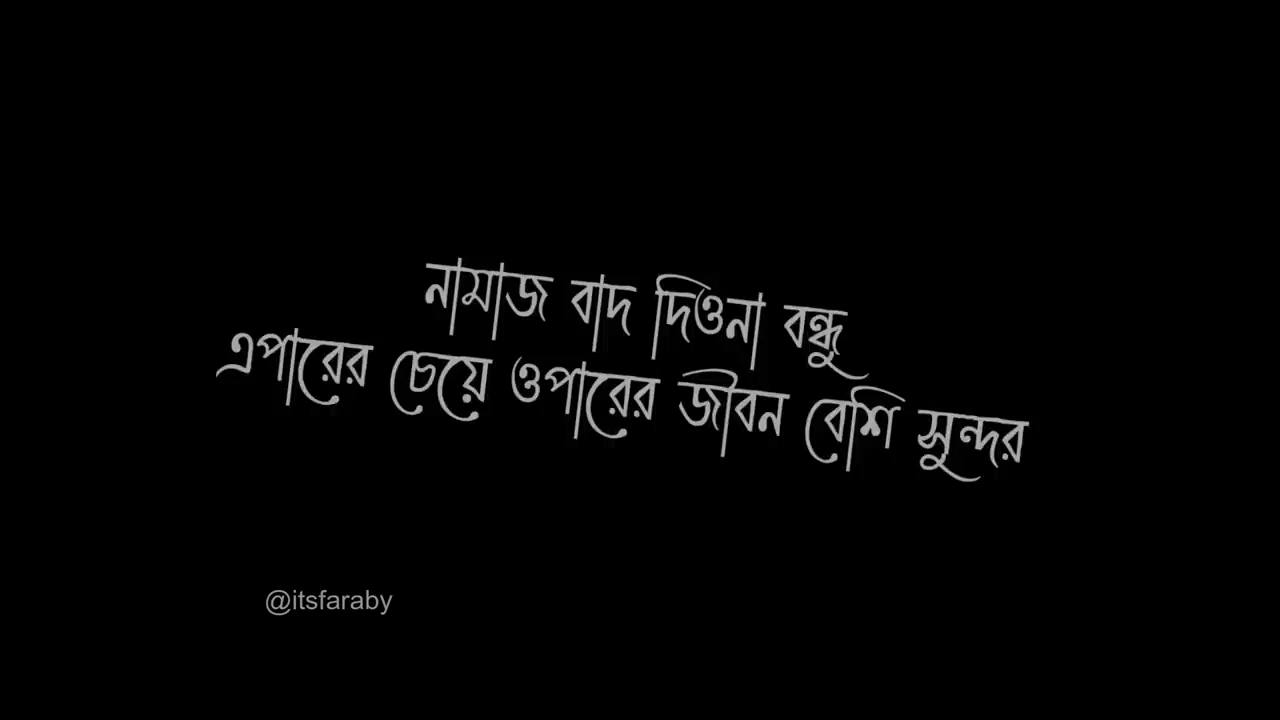 নামাজ বাদ দিওনা বন্ধু
এপারের চেয়ে ওপারের জীবন বেশি সুন্দর
@itsfaraby